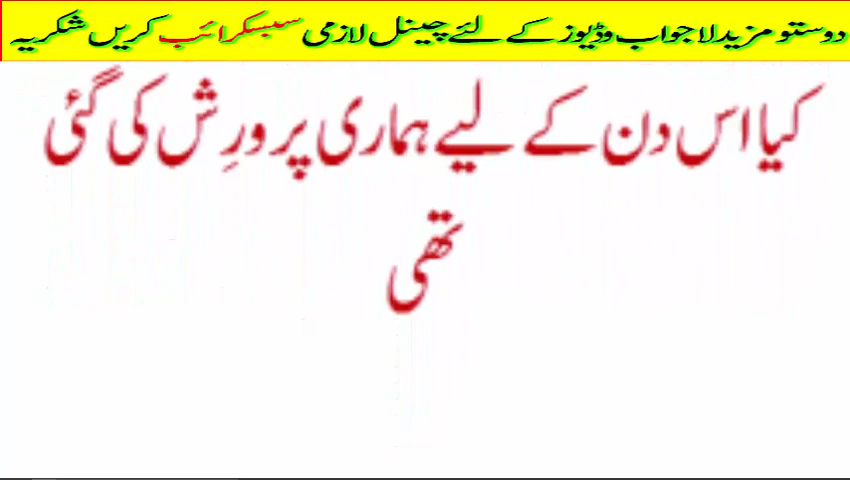 دوستو مزید لاجواب وڈیوز کے لئے چینل لازمی سبسکرائب کریں شکریہ
کیا اس دن کے لیے ہماری پرورِش کی گئی
تھی